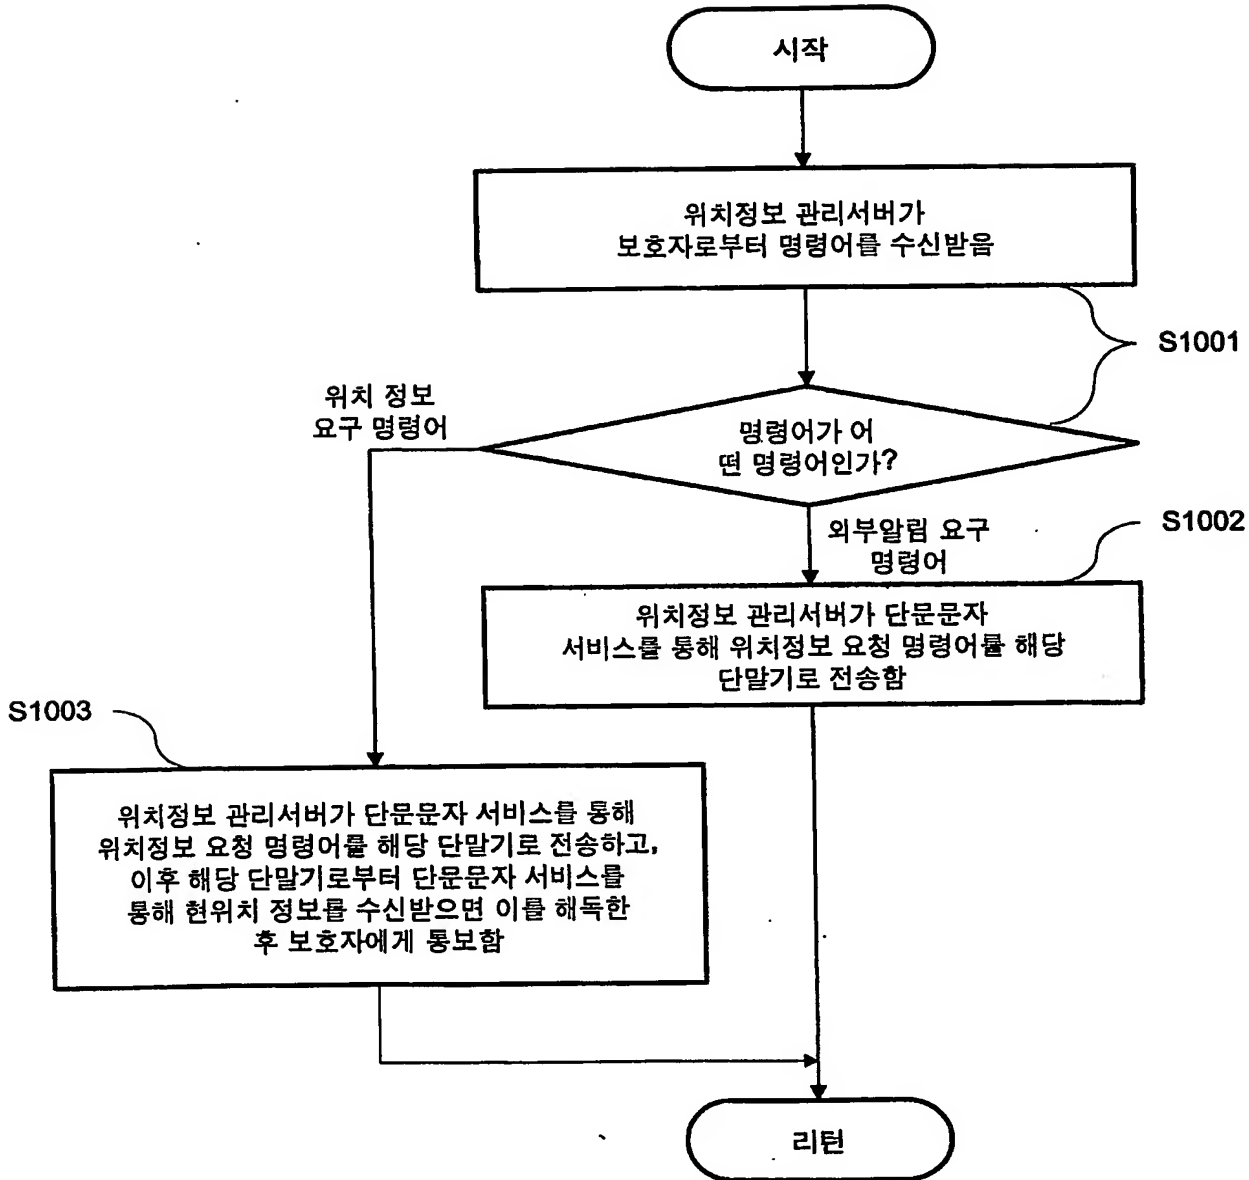 시작
위치정보 관리서버가
보호자로부터 명령어를 수신받음
S1001
위치 정보
요구 명령어
명령어가 어
떤 명령어인가?
외부알림 요구
명령어
S1002
위치정보 관리서버가 단문문자
서비스를 통해 위치정보 요청 명령어를 해당
단말기로 전송함
S1003
위치정보 관리서버가 단문문자 서비스를 통해
위치정보 요청 명령어를 해당 단말기로 전송하고,
이후 해당 단말기로부터 단문문자 서비스를
통해 현위치 정보를 수신받으면 이를 해독한
후 보호자에게 통보함
리턴